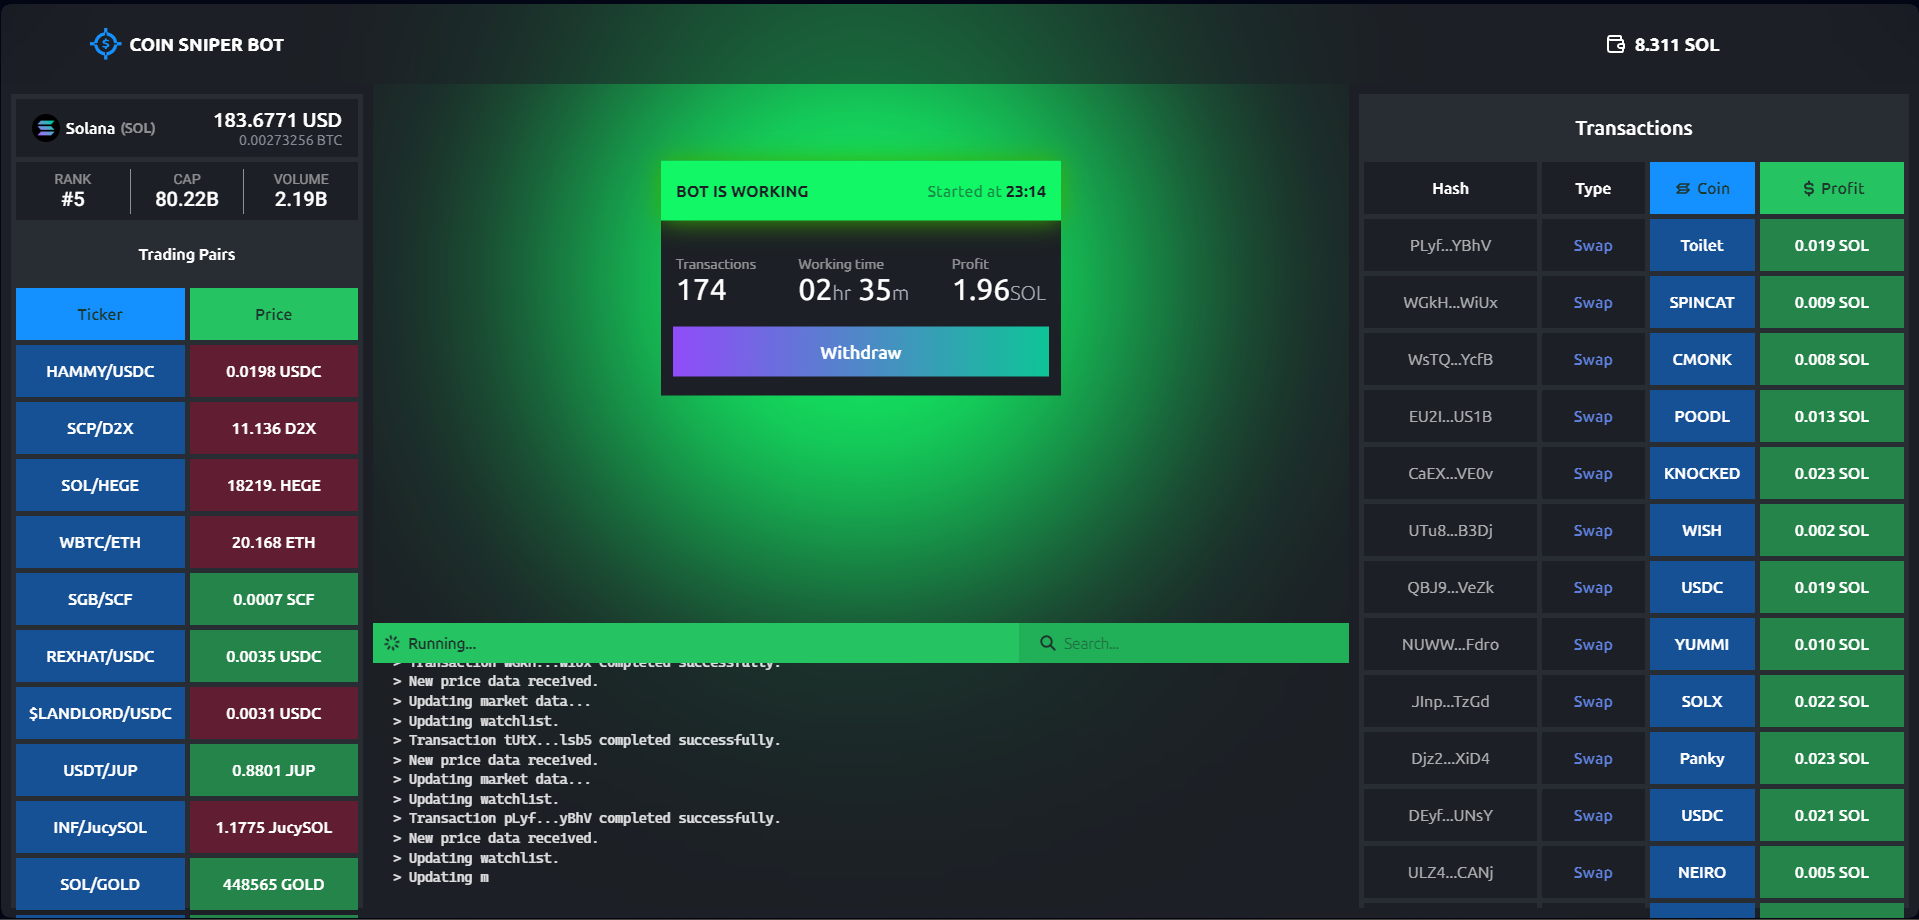 COIN SNIPER BOT
8.311 SOL
Solana (SOL)
183.6771 USD
0.00273256 BTC
RANK
#5
CAP
80.22B
VOLUME
2.19B
Trading Pairs
Ticker Price
HAMMY/USDC 0.0198 USDC
SCP/D2X 11.136 D2X
SOL/HEGE 18219. HEGE
WBTC/ETH 20.168 ETH
SGB/SCF 0.0007 SCF
REXHAT/USDC 0.0035 USDC
$LANDLORD/USDC 0.0031 USDC
USDT/JUP 0.8801 JUP
INF/JucySOL 1.1775 JucySOL
SOL/GOLD 448565 GOLD
BOT IS WORKING Started at 23:14
Transactions
174
Working time
02hr 35m
Profit
1.96SOL
Withdraw
Running...
Search...
> Transaction WGkH...WiUx completed successfully.
> New price data received.
> Updating market data...
> Updating watchlist.
> Transaction tUtX...lsb5 completed successfully.
> New price data received.
> Updating market data...
> Updating watchlist.
> Transaction pLyf...yBhV completed successfully.
> New price data received.
> Updating watchlist.
> Updating m
Transactions
Hash Type Coin $ Profit
PLyf...YBhV Swap Toilet 0.019 SOL
WGkH...WiUx Swap SPINCAT 0.009 SOL
WsTQ...YcfB Swap CMONK 0.008 SOL
EU2I...US1B Swap POODL 0.013 SOL
CaEX...VE0v Swap KNOCKED 0.023 SOL
UTu8...B3Dj Swap WISH 0.002 SOL
QBJ9...VeZk Swap USDC 0.019 SOL
NUWW...Fdro Swap YUMMI 0.010 SOL
JInp...TzGd Swap SOLX 0.022 SOL
Djz2...XiD4 Swap Panky 0.023 SOL
DEyf...UNsY Swap USDC 0.021 SOL
ULZ4...CANj Swap NEIRO 0.005 SOL